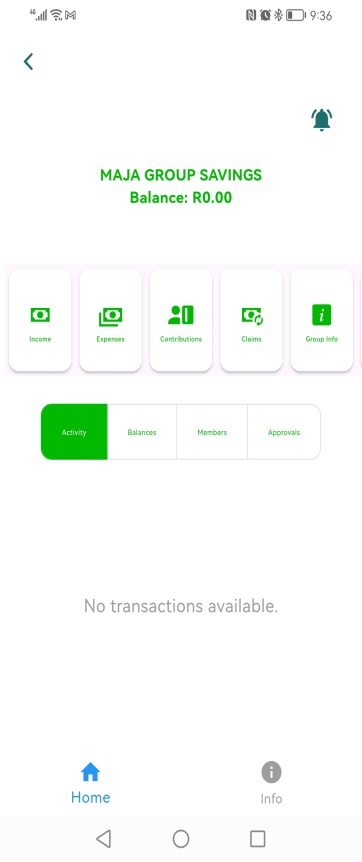 9:36
MAJA GROUP SAVINGS
Balance: R0.00
Income
Expenses
Contributions
Claims
Group Info
Activity
Balances
Members
Approvals
No transactions available.
Home
Info